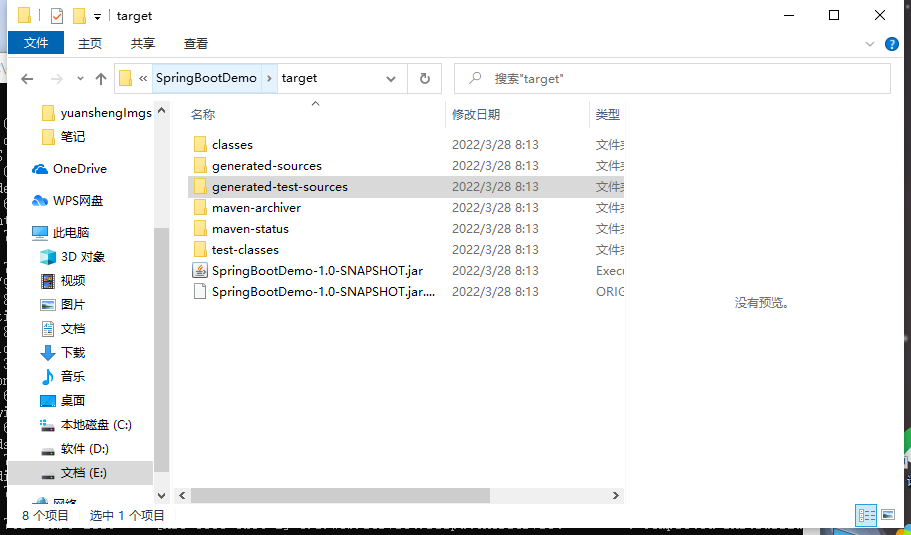 target
文件 主页 共享 查看
« SpringBootDemo › target
搜索"target"
yuanshengImgs
笔记
OneDrive
WPS网盘
此电脑
3D 对象
视频
图片
文档
下载
音乐
桌面
本地磁盘 (C:)
软件 (D:)
文档 (E:)
网络
名称 修改日期 类型
classes 2022/3/28 8:13 文件夹
generated-sources 2022/3/28 8:13 文件夹
generated-test-sources 2022/3/28 8:13 文件夹
maven-archiver 2022/3/28 8:13 文件夹
maven-status 2022/3/28 8:13 文件夹
test-classes 2022/3/28 8:13 文件夹
SpringBootDemo-1.0-SNAPSHOT.jar 2022/3/28 8:13 Execu
SpringBootDemo-1.0-SNAPSHOT.jar.... 2022/3/28 8:13 ORIG
没有预览。
8 个项目 选中 1 个项目